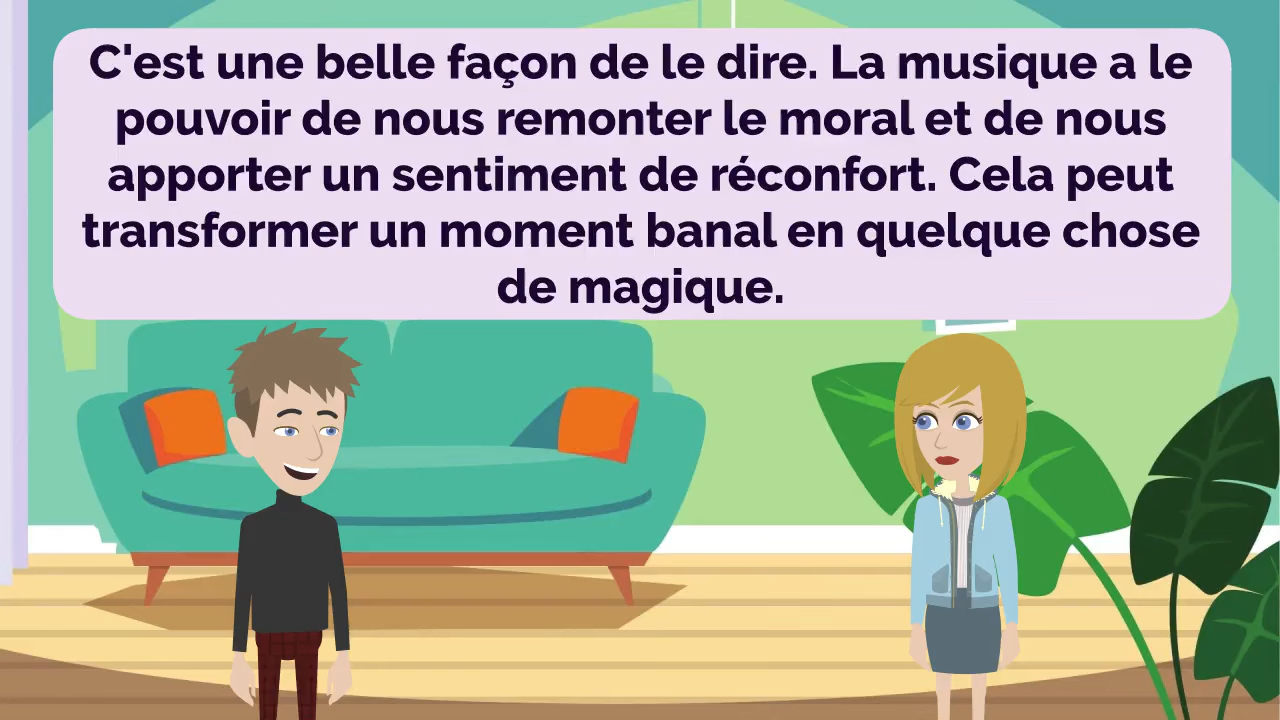 C'est une belle façon de le dire. La musique a le
pouvoir de nous remonter le moral et de nous
apporter un sentiment de réconfort. Cela peut
transformer un moment banal en quelque chose
de magique.